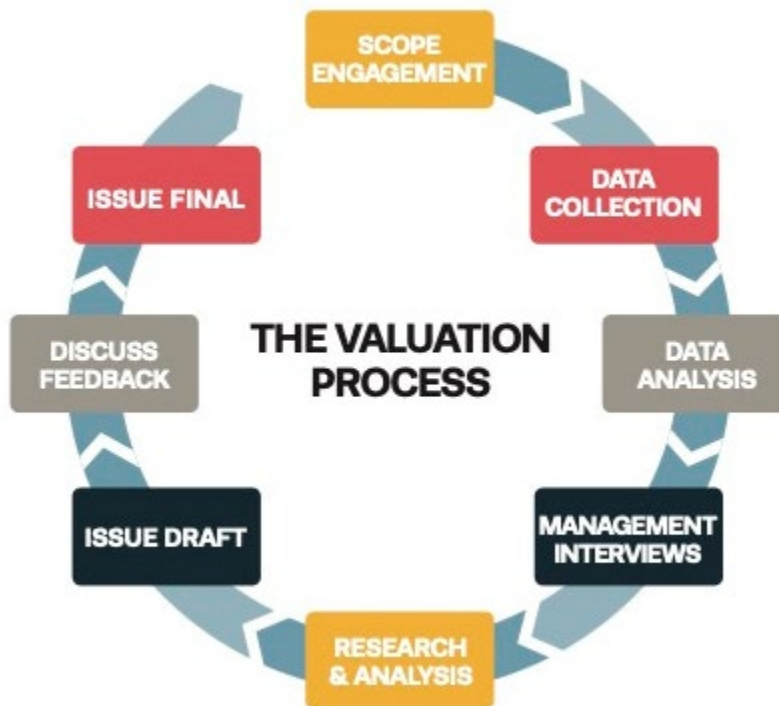 SCOPE
ENGAGEMENT
DATA
COLLECTION
DATA
ANALYSIS
MANAGEMENT
INTERVIEWS
RESEARCH
& ANALYSIS
ISSUE DRAFT
DISCUSS
FEEDBACK
ISSUE FINAL
THE VALUATION
PROCESS